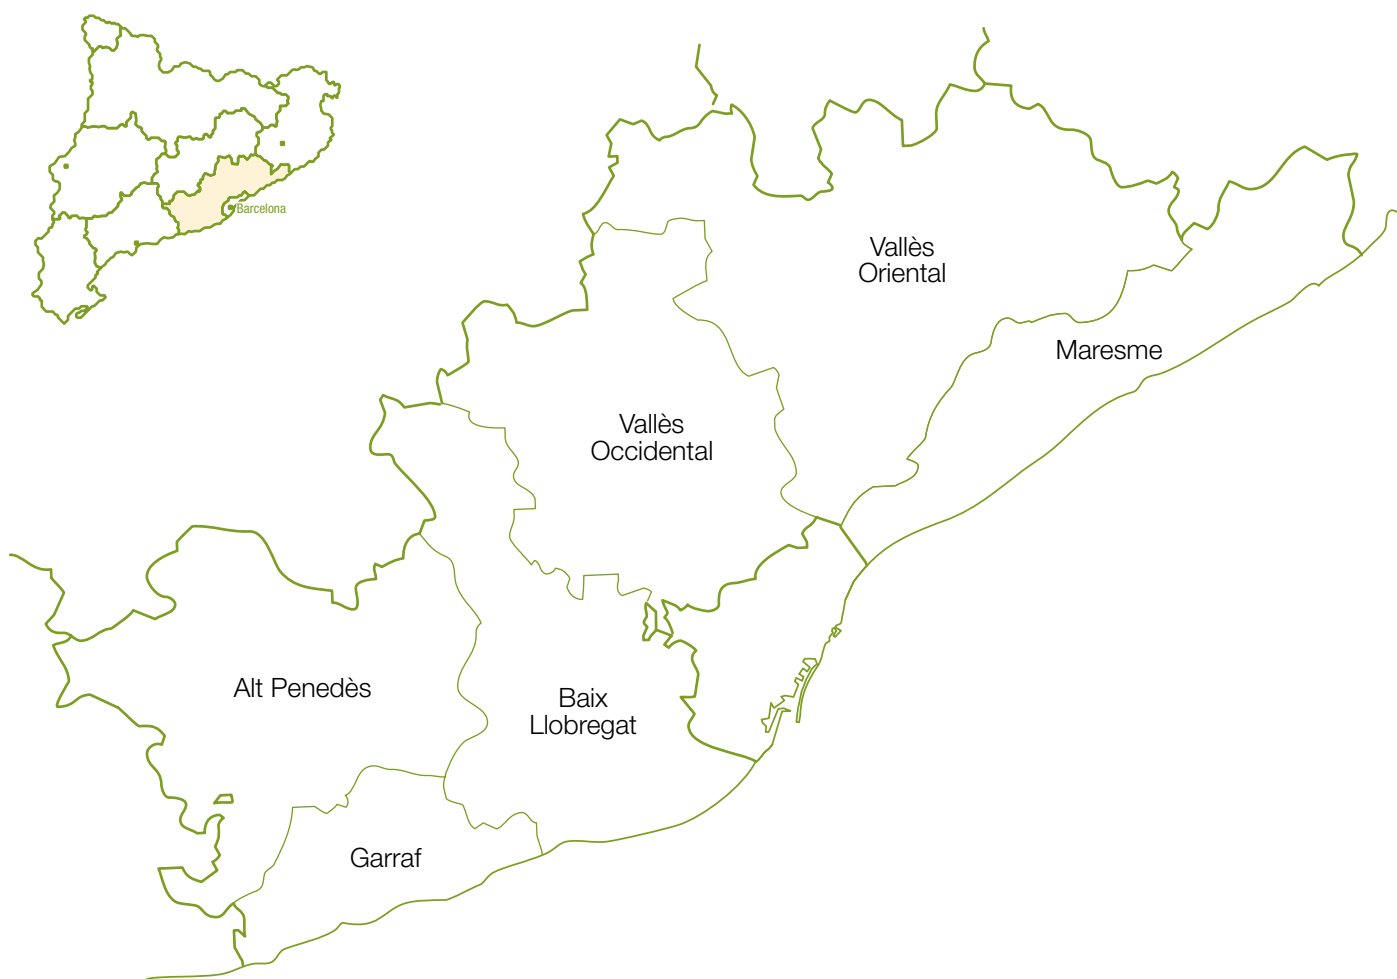 Barcelona
Vallès
Oriental
Maresme
Vallès
Occidental
Alt Penedès
Baix
Llobregat
Garraf